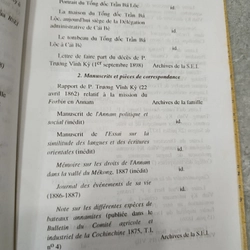 Portrait du Tổng đốc Trần Bá
Lộc.
id.
La maison du Tổng đốc Trần Bá
Lộc, aujourd'hui siège de la Délégation
administrative de Cái Bè
id.
Le tombeau du Tổng đốc Trần Bá
Lộc à Cái Bè
id.
Lettre de faire part du décès de P.
Trương Vĩnh Ký (1er septembre 1898)
Archives de la S.E.I.
2. Manuscrits et pièces de correspondance
Rapport de P. Trương Vĩnh Ký (22
avril 1862) relatif à la mission du
Forbin en Annam
Archives de la famille
Manuscrit de l'Annam politique et
social (inédit)
id.
Manuscrit de l'Essai sur la
similitude des langues et des écritures
orientales (inédit)
id.
Mémoire sur les droits de l'Annam
dans la vallée du Mékong, 1887 (inédit)
id.
Journal des événements de sa vie
(1886-1887)
id.
Note sur les différentes espèces de
bateaux annamites (publiée dans le
Bulletin du Comité agricole et
industriel de la Cochinchine 1875, T.I,
n° 4)
Archives de la S.E.I.